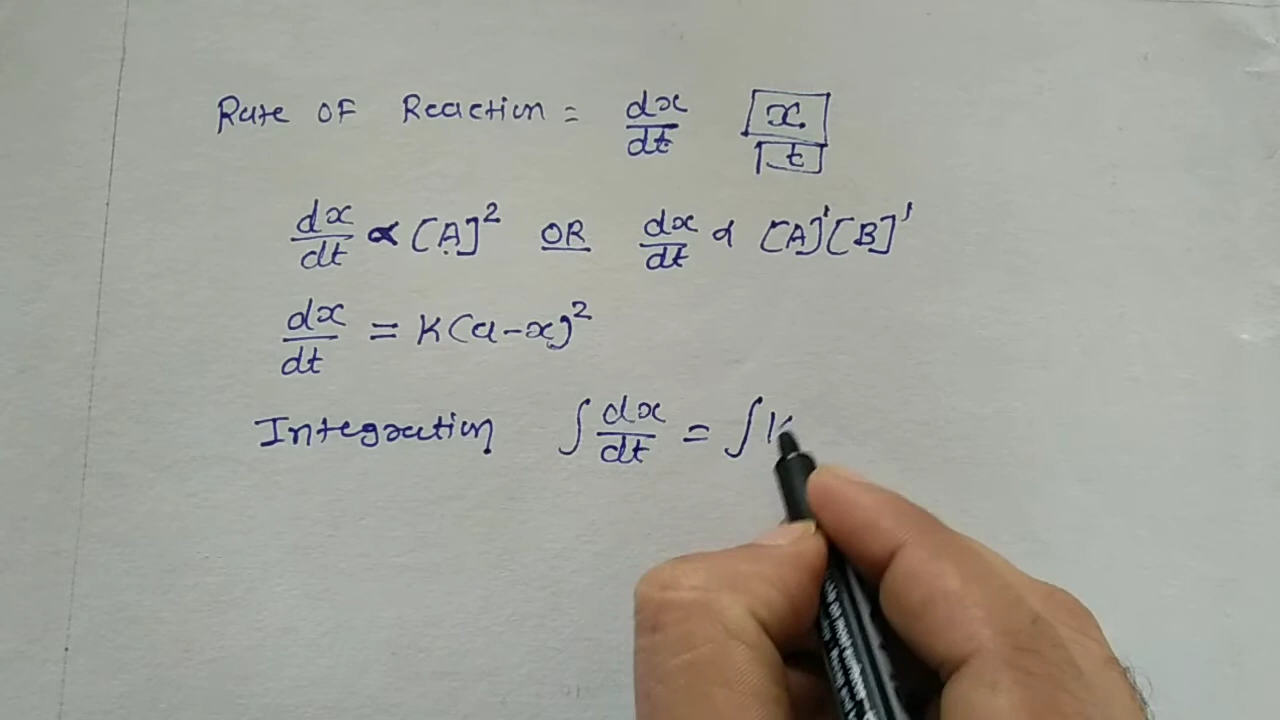 Rate OF Reaction = dx/dt x/t
dx/dt ∝ [A]² OR dx/dt ∝ [A]¹[B]¹
dx/dt = K(a-x)²
Integration ∫ dx/dt = ∫ K